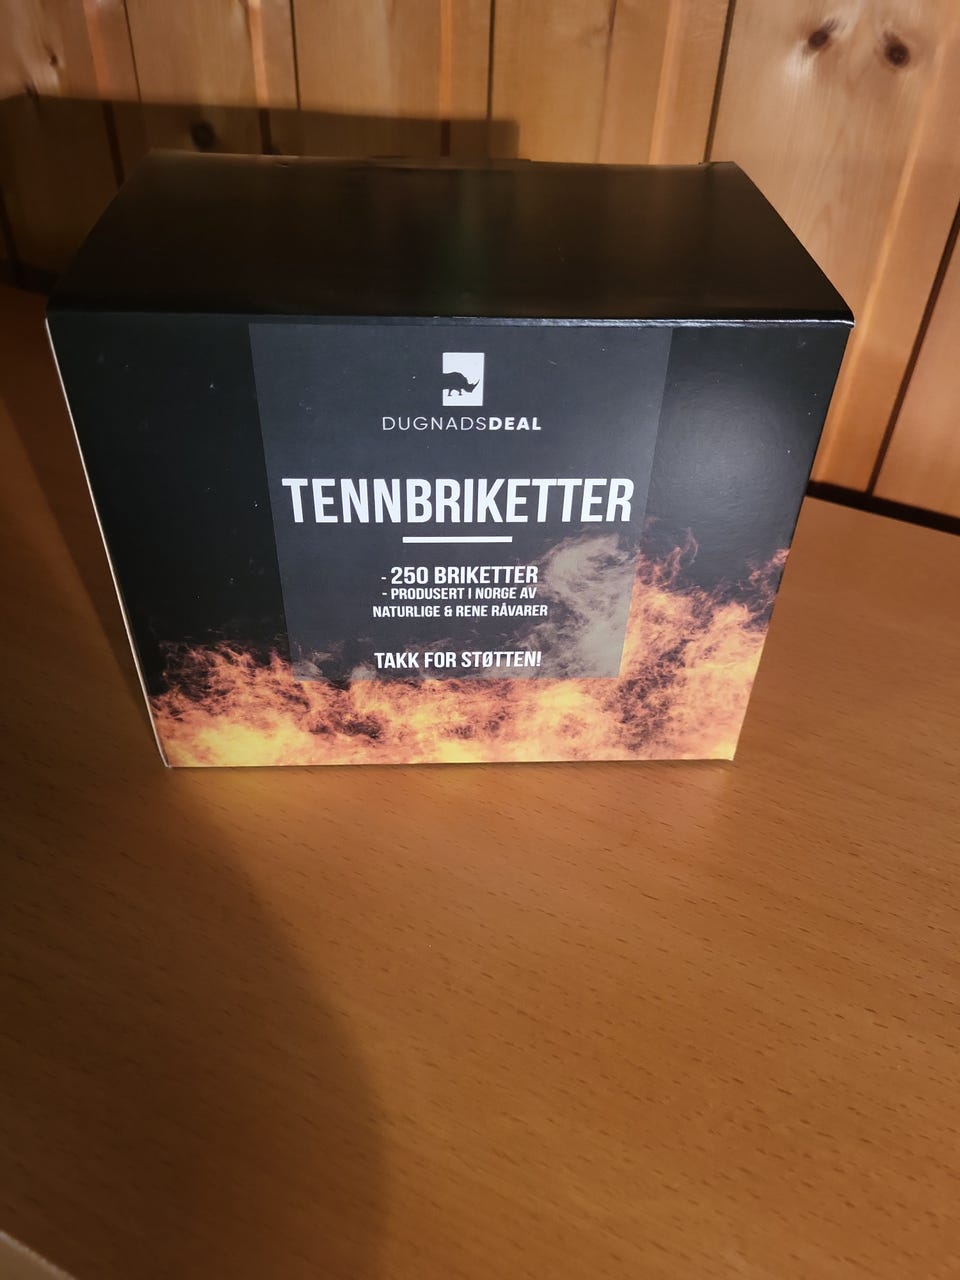 DUGNADSDEAL
TENNBRIKETTER
- 250 BRIKETTER
- PRODUSERT I NORGE AV
NATURLIGE & RENE RÅVARER
TAKK FOR STØTTEN!